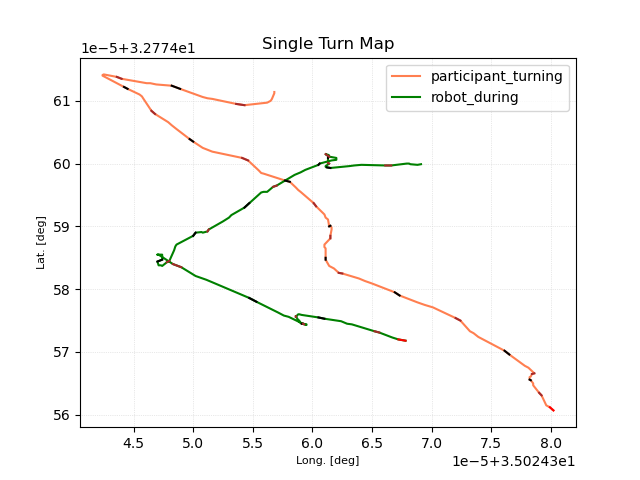 Single Turn Map
1e−5+3.2774e1
participant_turning
robot_during
61
60
59
58
57
56
Lat. [deg]
4.5 5.0 5.5 6.0 6.5 7.0 7.5 8.0
Long. [deg]
1e−5+3.50243e1